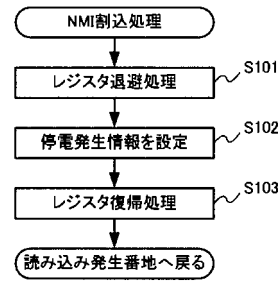 NMI割込処理
レジスタ退避処理
S101
停電発生情報を設定
S102
レジスタ復帰処理
S103
読み込み発生番地へ戻る